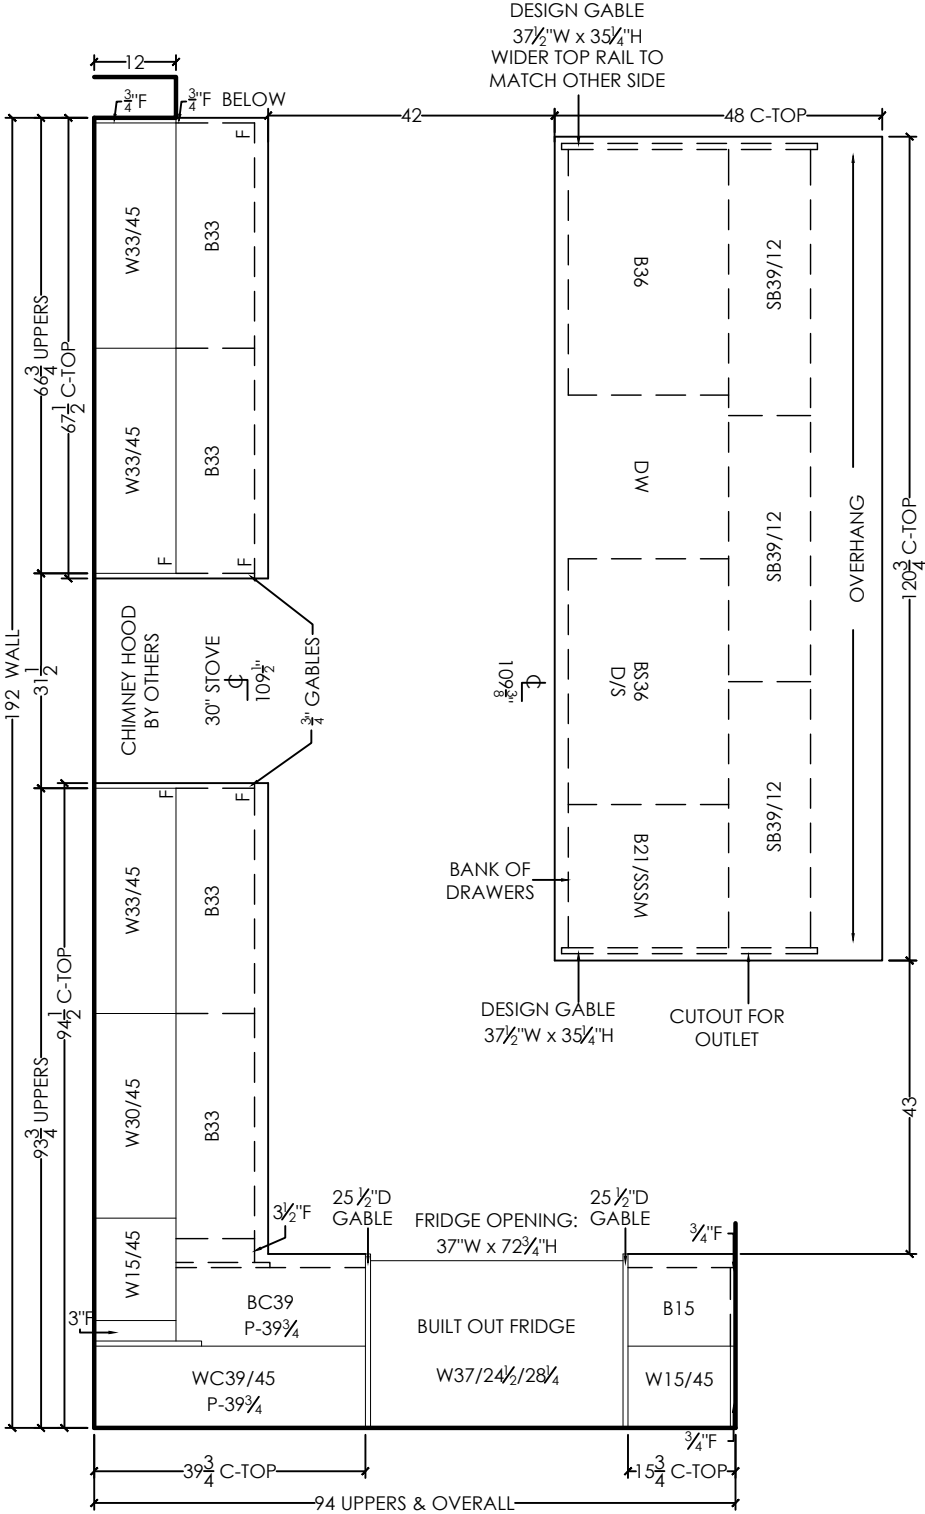 DESIGN GABLE
37½"W x 35¼"H
WIDER TOP RAIL TO
MATCH OTHER SIDE
12
¾"F
¾"F BELOW
42
48 C-TOP
F
W33/45
B33
B36
SB39/12
66¾ UPPERS
67½ C-TOP
W33/45
B33
DW
SB39/12
OVERHANG
120¾ C-TOP
F
F
192 WALL
31½
CHIMNEY HOOD
BY OTHERS
30" STOVE
109½"
¾" GABLES
109⅜"
BS36
D/S
F
F
W33/45
B33
BANK OF
DRAWERS
B21/SSSM
SB39/12
94½ C-TOP
93¾ UPPERS
DESIGN GABLE
37½"W x 35¼"H
CUTOUT FOR
OUTLET
W30/45
B33
43
3½"F
25½"D
GABLE
FRIDGE OPENING:
37"W x 72¾"H
25½"D
GABLE
¾"F
W15/45
3"F
BC39
P-39¾
BUILT OUT FRIDGE
W37/24½/28¼
B15
WC39/45
P-39¾
W15/45
¾"F
39¾ C-TOP
15¾ C-TOP
94 UPPERS & OVERALL